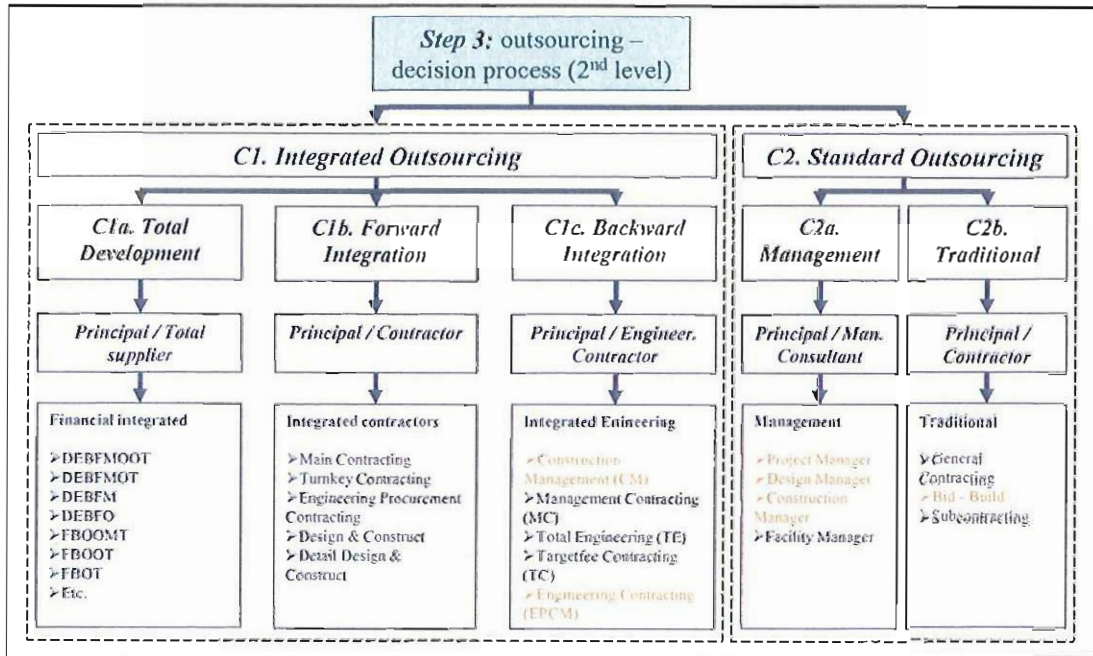 Step 3: outsourcing –
decision process (2nd level)
C1. Integrated Outsourcing
C2. Standard Outsourcing
C1a. Total
Development
C1b. Forward
Integration
C1c. Backward
Integration
C2a.
Management
C2b.
Traditional
Principal / Total
supplier
Principal / Contractor
Principal / Engineer.
Contractor
Principal / Man.
Consultant
Principal /
Contractor
Financial integrated
➢DEBFMOOT
➢DEBFMOT
➢DEBFM
➢DEBFO
➢FBOOMT
➢FBOOT
➢FBOT
➢Etc.
Integrated contractors
➢Main Contracting
➢Turnkey Contracting
➢Engineering Procurement
Contracting
➢Design & Construct
➢Detail Design &
Construct
Integrated Enineering
➢Construction
Management (CM)
➢Management Contracting
(MC)
➢Total Engineering (TE)
➢Targetfee Contracting
(TC)
➢Engineering Contracting
(EPCM)
Management
➢Project Manager
➢Design Manager
➢Construction
Manager
➢Facility Manager
Traditional
➢General
Contracting
➢Bid - Build
➢Subcontracting